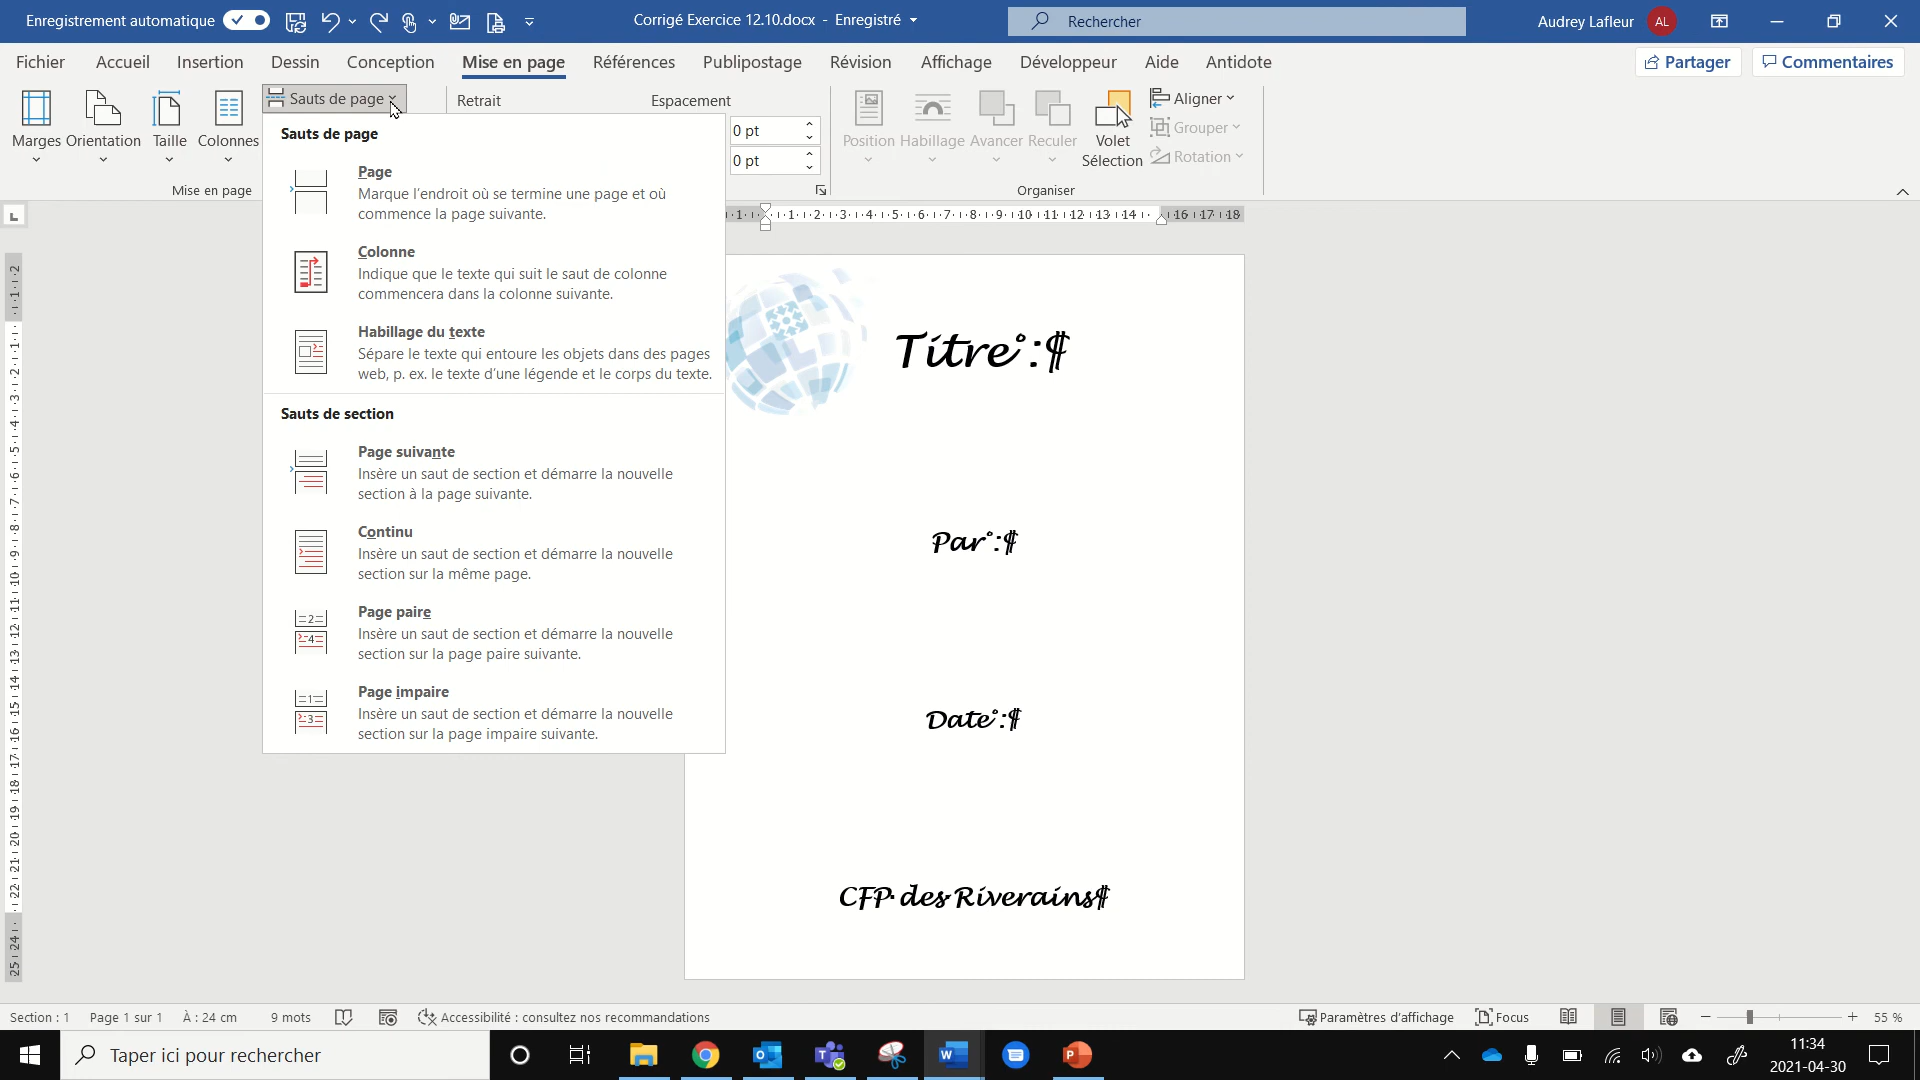 Enregistrement automatique
Corrigé Exercice 12.10.docx - Enregistré
Rechercher
Audrey Lafleur AL
Fichier Accueil Insertion Dessin Conception Mise en page Références Publipostage Révision Affichage Développeur Aide Antidote
Partager Commentaires
Marges Orientation Taille Colonnes
Mise en page
Sauts de page
Retrait Espacement
0 pt
0 pt
Position Habillage Avancer Reculer Volet Sélection
Aligner
Grouper
Rotation
Organiser
Sauts de page
Page
Marque l'endroit où se termine une page et où
commence la page suivante.
Colonne
Indique que le texte qui suit le saut de colonne
commencera dans la colonne suivante.
Habillage du texte
Sépare le texte qui entoure les objets dans des pages
web, p. ex. le texte d'une légende et le corps du texte.
Sauts de section
Page suivante
Insère un saut de section et démarre la nouvelle
section à la page suivante.
Continu
Insère un saut de section et démarre la nouvelle
section sur la même page.
Page paire
Insère un saut de section et démarre la nouvelle
section sur la page paire suivante.
Page impaire
Insère un saut de section et démarre la nouvelle
section sur la page impaire suivante.
Titre°:¶
Par°:¶
Date°:¶
CFP·des·Riverains¶
Section : 1 Page 1 sur 1 À : 24 cm 9 mots Accessibilité : consultez nos recommandations
Paramètres d'affichage Focus 55 %
Taper ici pour rechercher
11:34
2021-04-30